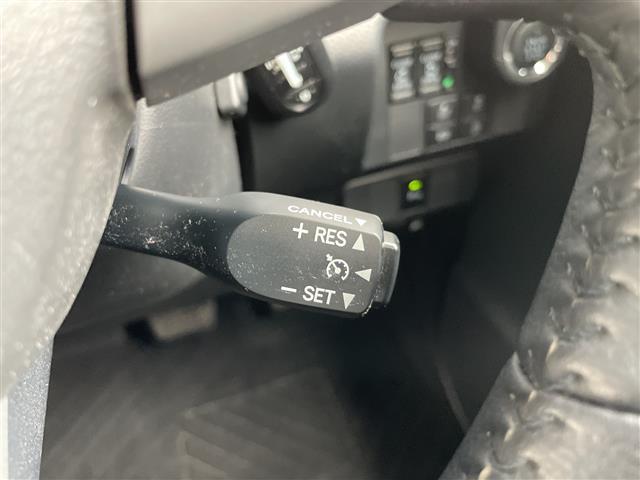 CANCEL▼
+ RES▲
◀
− SET▼